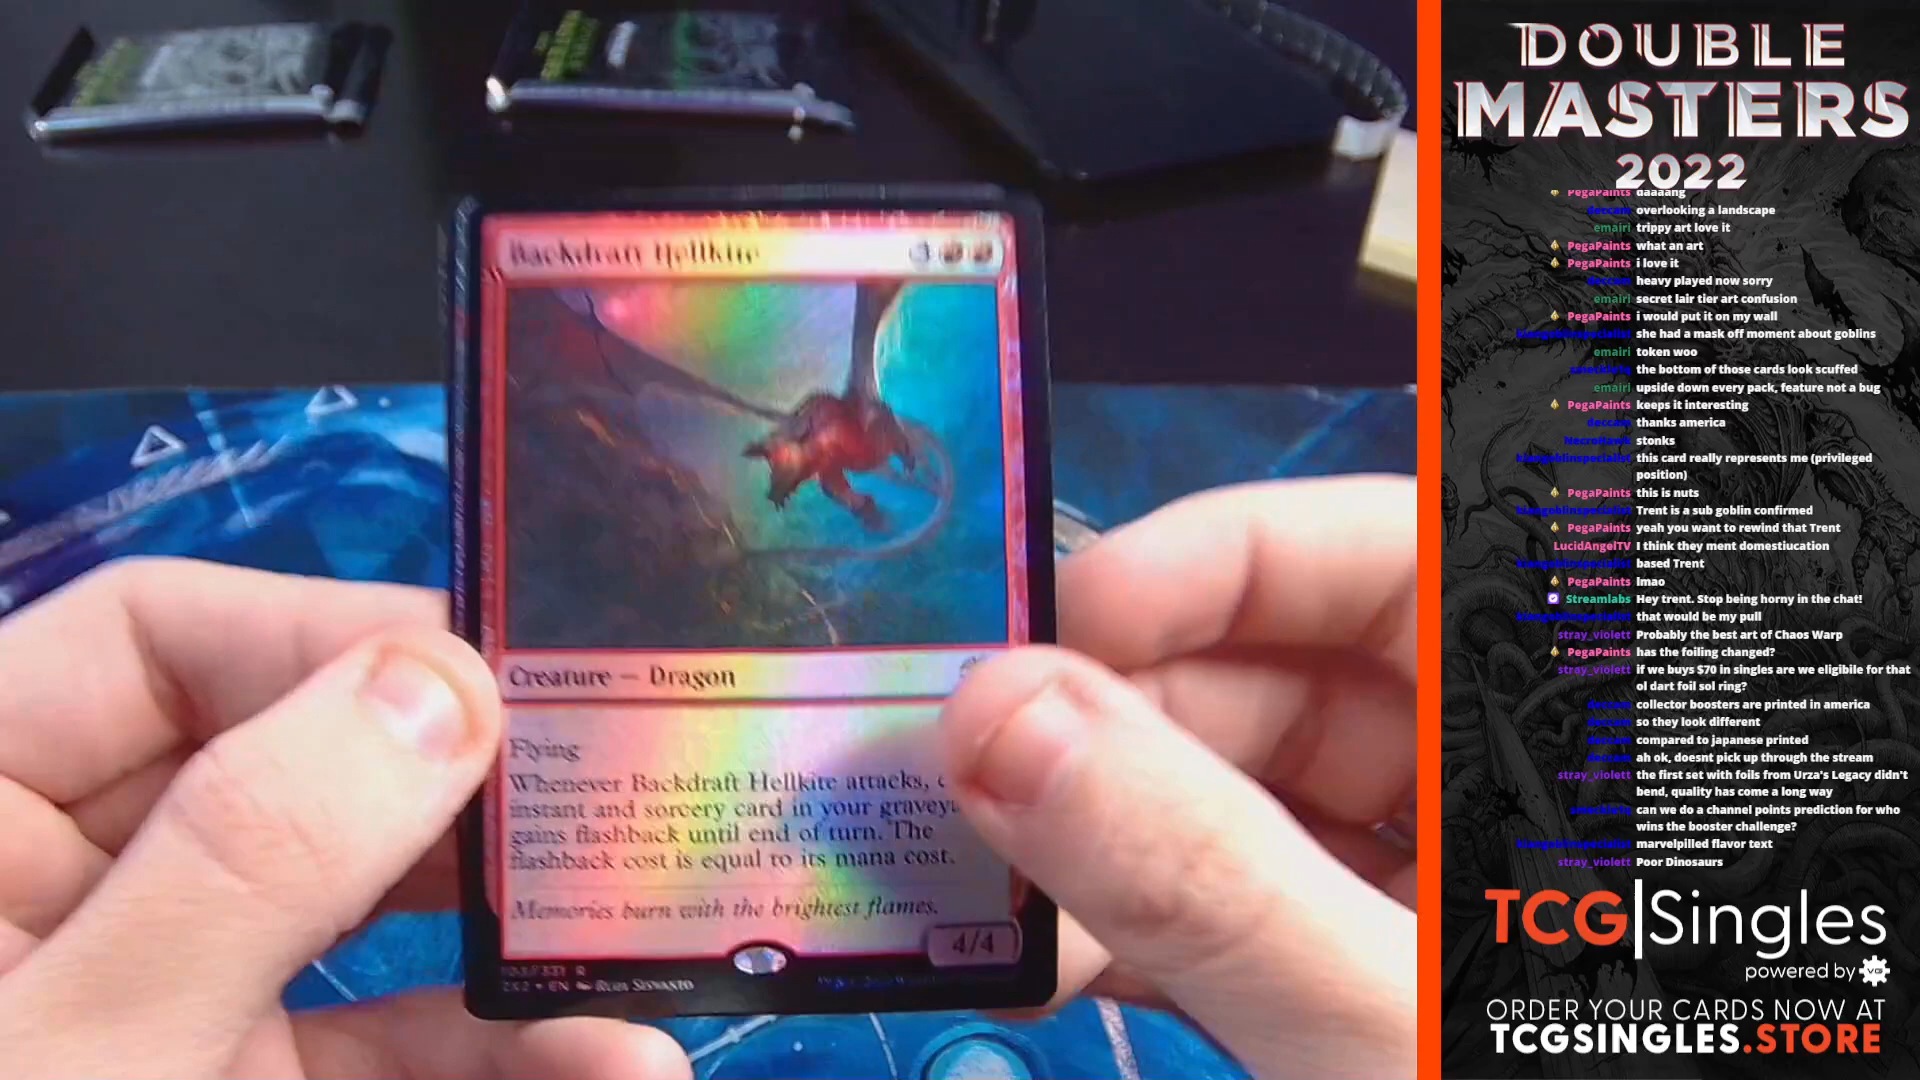 Backdraft Hellkite
Creature — Dragon
Flying
Whenever Backdraft Hellkite attacks,
instant and sorcery card in your
gains flashback until end of turn. The
flashback cost is equal to its mana cost.
Memories burn with the brightest flames.
4/4
2X2 • EN
DOUBLE
MASTERS
2022
PegaPaints daaaang
deccam overlooking a landscape
emairl trippy art love it
PegaPaints what an art
PegaPaints i love it
deccam heavy played now sorry
emairl secret lair tier art confusion
PegaPaints i would put it on my wall
she had a mask off moment about goblins
emairl token woo
the bottom of those cards look scuffed
emairl upside down every pack, feature not a bug
PegaPaints keeps it interesting
deccam thanks america
NecroHawk stonks
this card really represents me (privileged
position)
PegaPaints this is nuts
Trent is a sub goblin confirmed
PegaPaints yeah you want to rewind that Trent
LucidAngelTV I think they ment domestiucation
based Trent
PegaPaints lmao
Streamlabs Hey trent. Stop being horny in the chat!
that would be my pull
stray_violett Probably the best art of Chaos Warp
PegaPaints has the foiling changed?
stray_violett if we buys $70 in singles are we eligibile for that
ol dart foil sol ring?
deccam collector boosters are printed in america
deccam so they look different
deccam compared to japanese printed
deccam ah ok, doesnt pick up through the stream
stray_violett the first set with foils from Urza's Legacy didn't
bend, quality has come a long way
can we do a channel points prediction for who
wins the booster challenge?
marvelpilled flavor text
stray_violett Poor Dinosaurs
TCG|Singles
powered by
ORDER YOUR CARDS NOW AT
TCGSINGLES.STORE